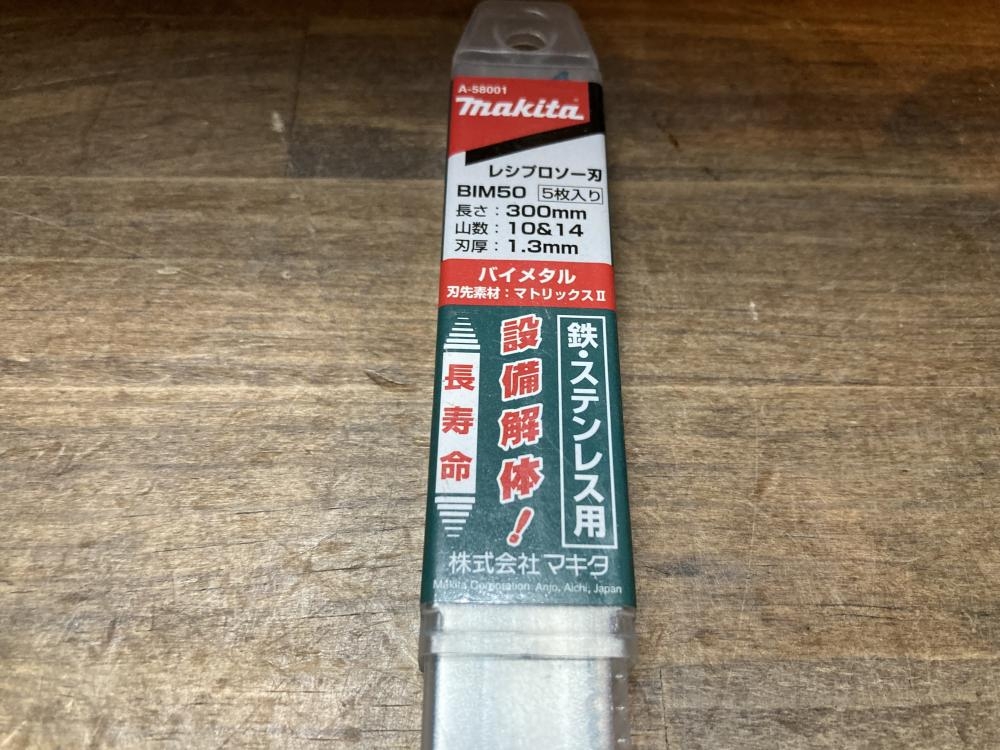 A-58001
makita
レシプロソー刃
BIM50 5枚入り
長さ：300mm
山数：10&14
刃厚：1.3mm
バイメタル
刃先素材：マトリックスⅡ
鉄・ステンレス用
設備解体！
長寿命
株式会社 マキタ
Makita Corporation Anjo, Aichi, Japan